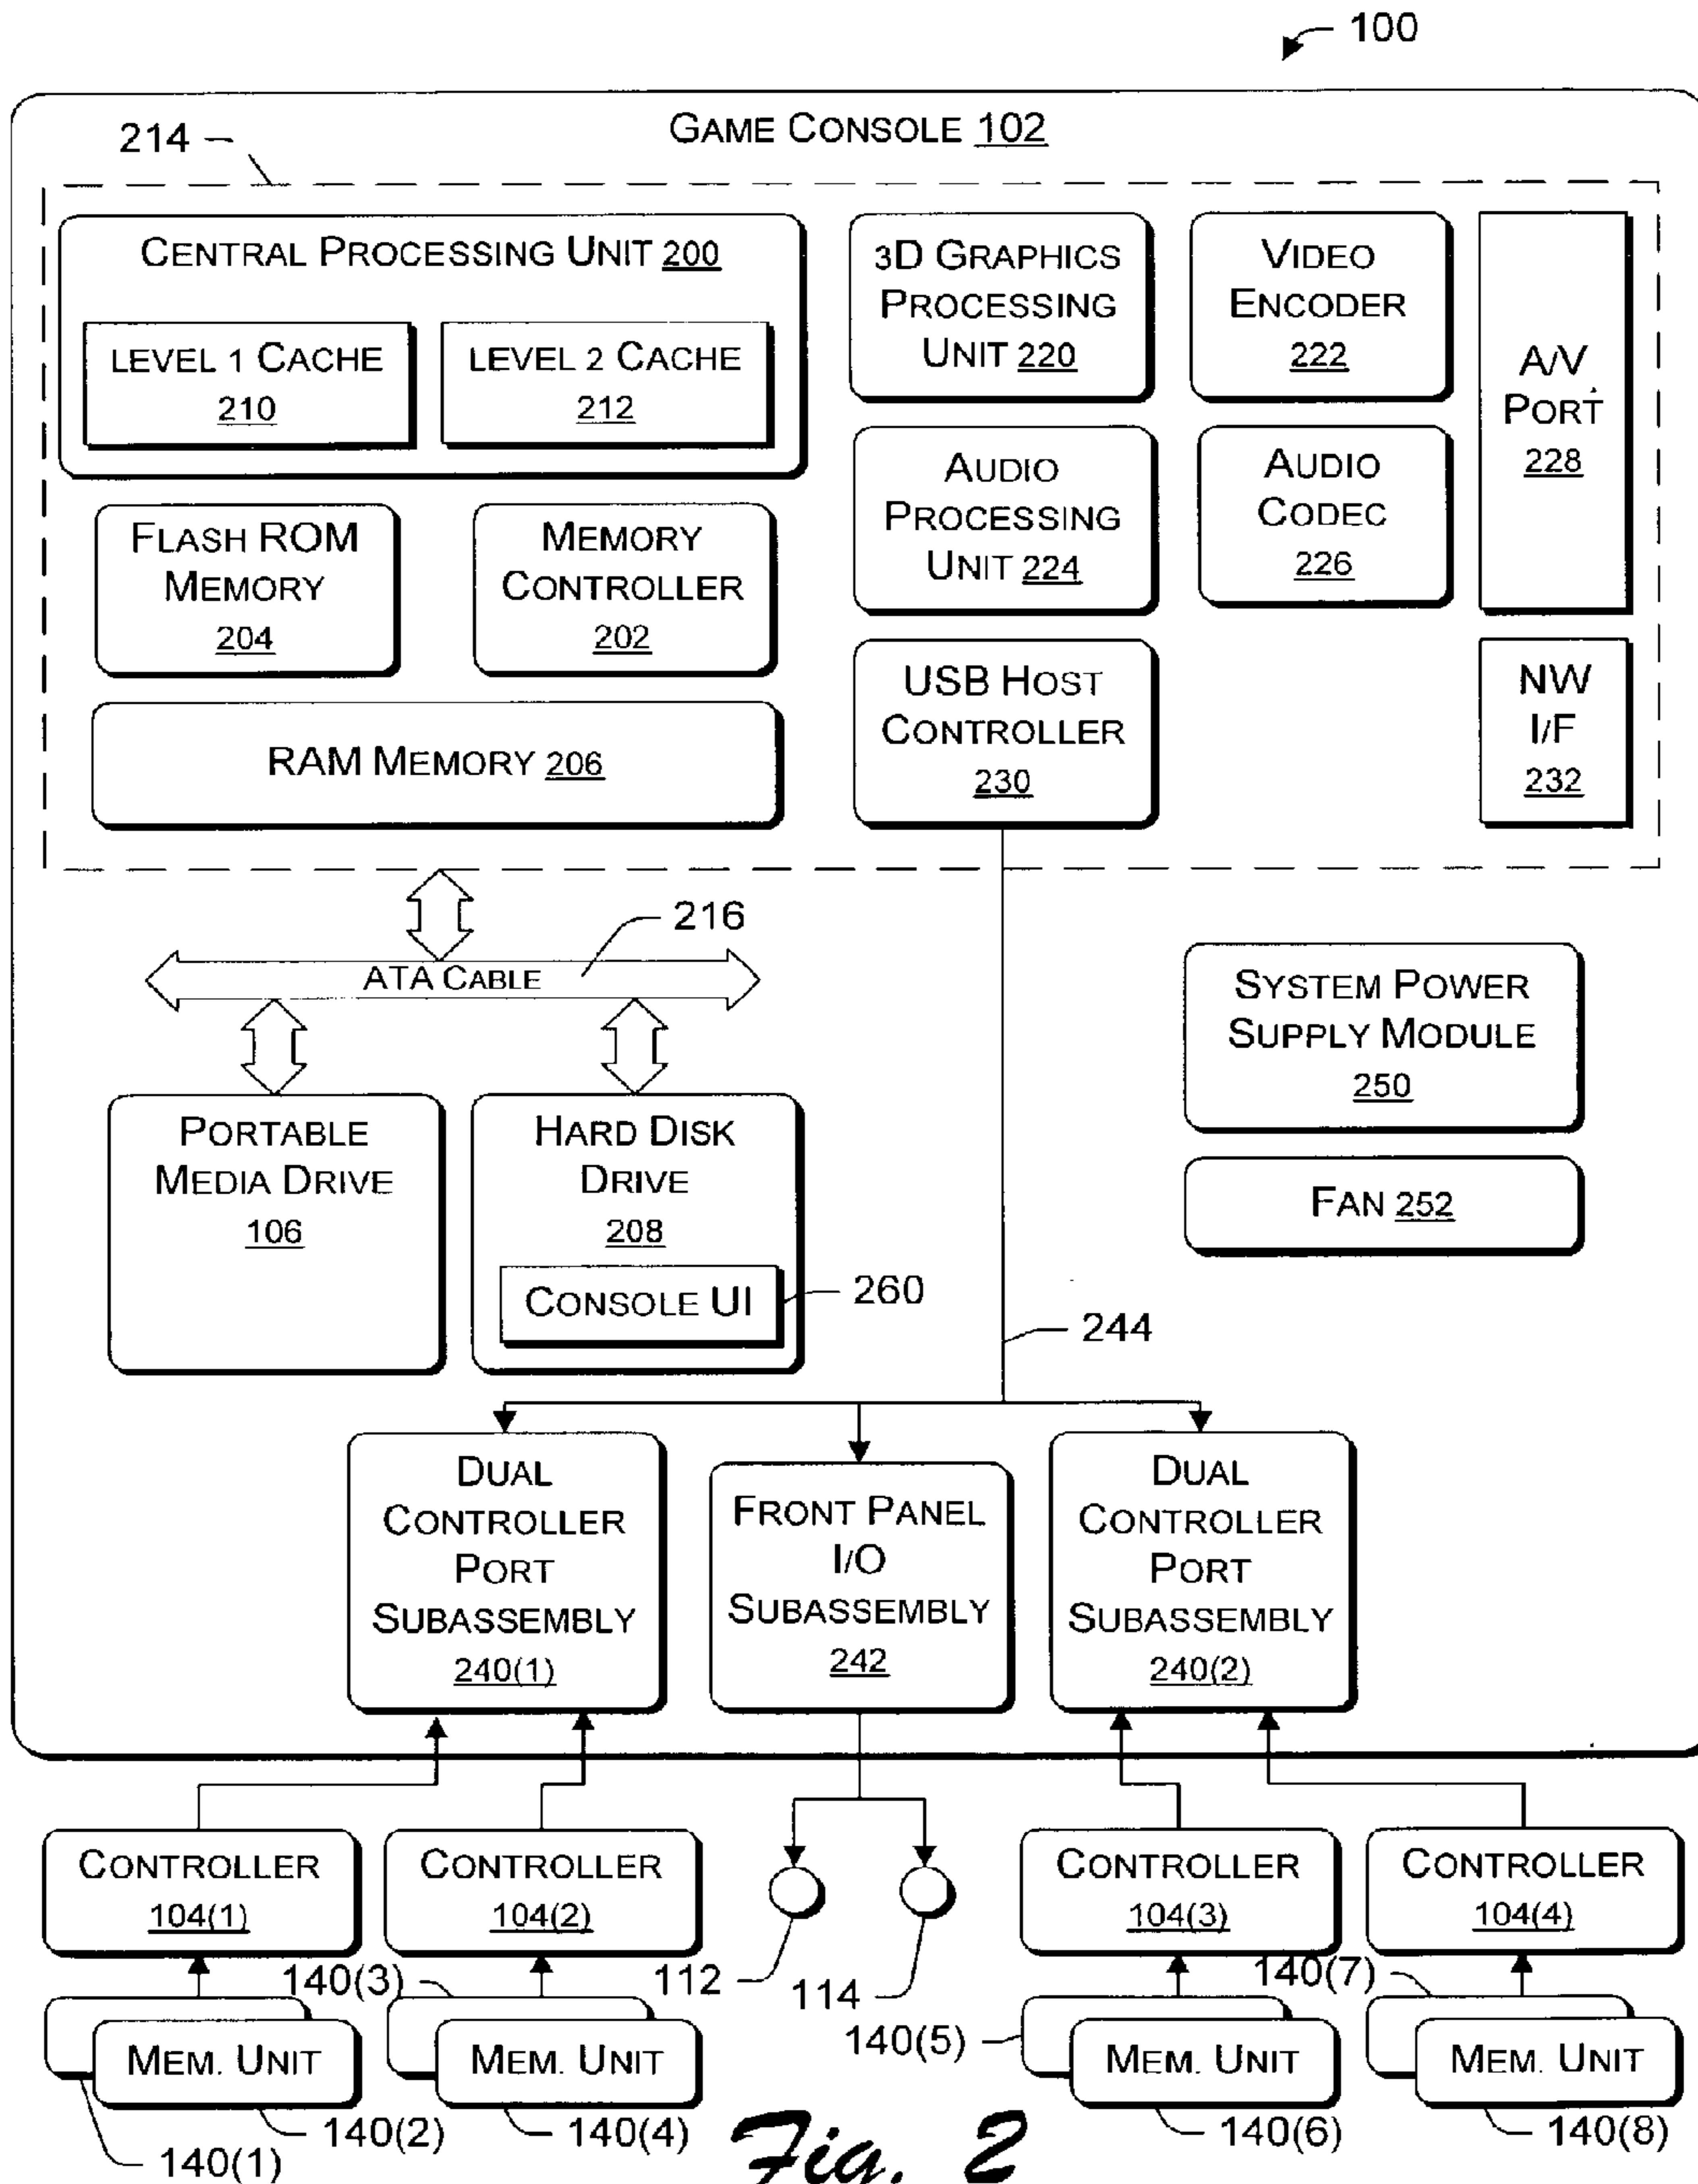 100
GAME CONSOLE 102
214
CENTRAL PROCESSING UNIT 200
LEVEL 1 CACHE
210
LEVEL 2 CACHE
212
3D GRAPHICS
PROCESSING
UNIT 220
VIDEO
ENCODER
222
A/V
PORT
228
FLASH ROM
MEMORY
204
MEMORY
CONTROLLER
202
AUDIO
PROCESSING
UNIT 224
AUDIO
CODEC
226
RAM MEMORY 206
USB HOST
CONTROLLER
230
NW
I/F
232
216
ATA CABLE
SYSTEM POWER
SUPPLY MODULE
250
PORTABLE
MEDIA DRIVE
106
HARD DISK
DRIVE
208
CONSOLE UI
260
FAN 252
244
DUAL
CONTROLLER
PORT
SUBASSEMBLY
240(1)
FRONT PANEL
I/O
SUBASSEMBLY
242
DUAL
CONTROLLER
PORT
SUBASSEMBLY
240(2)
CONTROLLER
104(1)
CONTROLLER
104(2)
112
114
CONTROLLER
104(3)
CONTROLLER
104(4)
140(3)
140(7)
140(5)
MEM. UNIT
MEM. UNIT
MEM. UNIT
MEM. UNIT
140(1)
140(2)
140(4)
140(6)
140(8)
Fig. 2